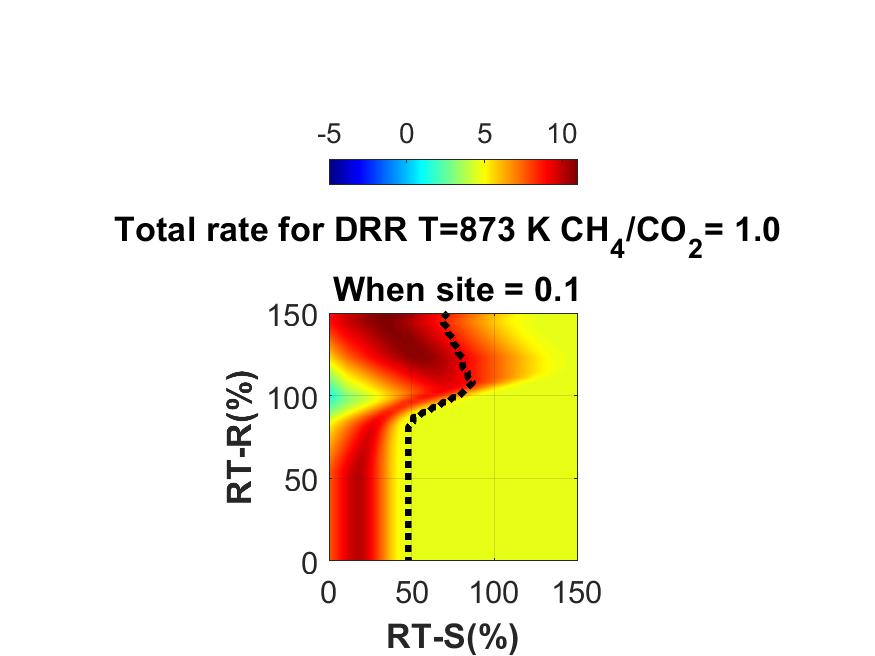 -5 0 5 10
Total rate for DRR T=873 K CH4/CO2= 1.0
When site = 0.1
150
100
50
0
RT-R(%)
0 50 100 150
RT-S(%)